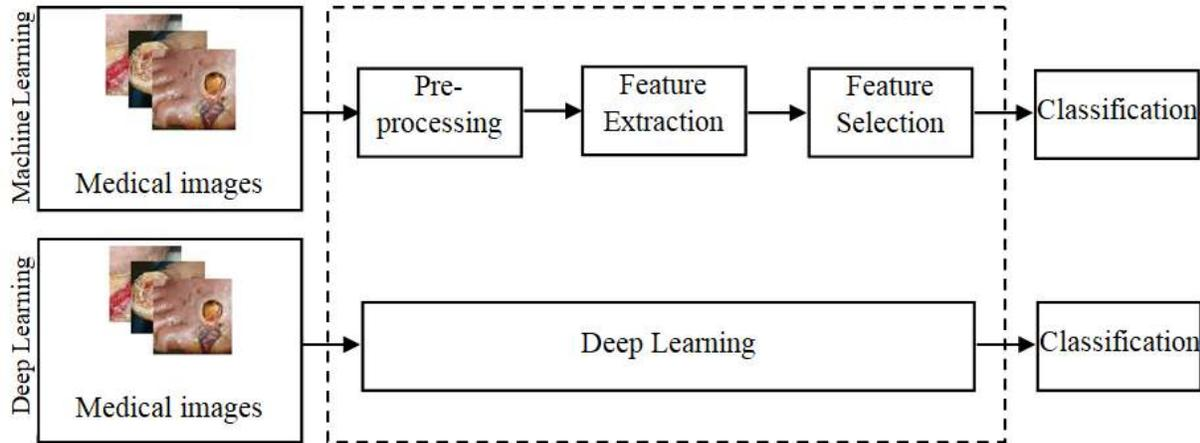 Machine Learning
Medical images
Pre-
processing
Feature
Extraction
Feature
Selection
Classification
Deep Learning
Medical images
Deep Learning
Classification